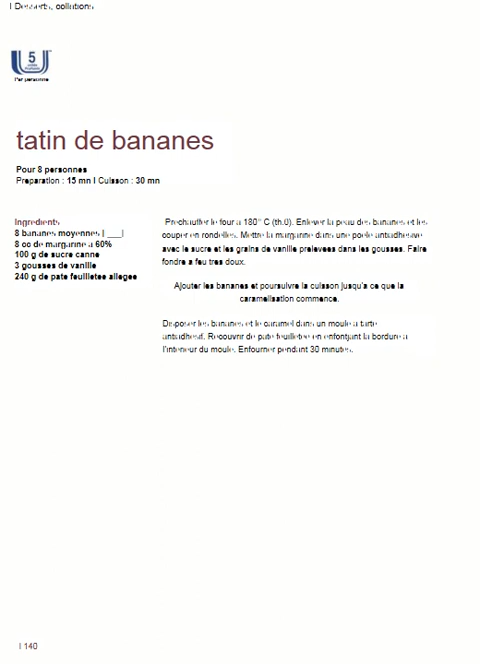 | Desserts, collations
5
Par personne
tatin de bananes
Pour 8 personnes
Preparation : 15 mn I Cuisson : 30 mn
Ingredients
8 bananes moyennes | ___|
8 cc de margarine a 60%
100 g de sucre canne
3 gousses de vanille
240 g de pate feuilletee allegee
Prechauffer le four a 180° C (th.6). Enlever la peau des bananes et les
couper en rondelles. Mettre la margarine dans une poele antiadhesive
avec le sucre et les grains de vanille prelevees dans les gousses. Faire
fondre a feu tres doux.
Ajouter les bananes et poursuivre la cuisson jusqu'a ce que la
caramelisation commence.
Disposer les bananes et le caramel dans un moule a tarte
antiadhesif. Recouvrir de pate feuilletee en enfontjant la bordure a
l'interieur du moule. Enfourner pendant 30 minutes.
I 140